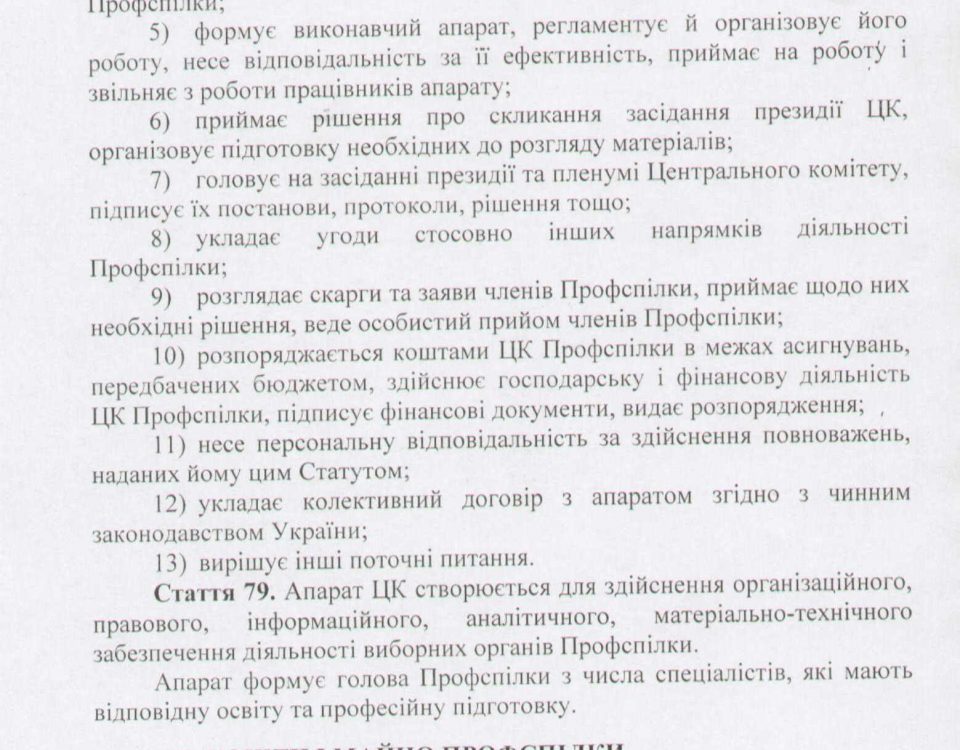 Профспілки;
5) формує виконавчий апарат, регламентує й організовує його
роботу, несе відповідальність за її ефективність, приймає на роботу і
звільняє з роботи працівників апарату;
6) приймає рішення про скликання засідання президії ЦК,
організовує підготовку необхідних до розгляду матеріалів;
7) головує на засіданні президії та пленумі Центрального комітету,
підписує їх постанови, протоколи, рішення тощо;
8) укладає угоди стосовно інших напрямків діяльності
Профспілки;
9) розглядає скарги та заяви членів Профспілки, приймає щодо них
необхідні рішення, веде особистий прийом членів Профспілки;
10) розпоряджається коштами ЦК Профспілки в межах асигнувань,
передбачених бюджетом, здійснює господарську і фінансову діяльність
ЦК Профспілки, підписує фінансові документи, видає розпорядження;
11) несе персональну відповідальність за здійснення повноважень,
наданих йому цим Статутом;
12) укладає колективний договір з апаратом згідно з чинним
законодавством України;
13) вирішує інші поточні питання.
Стаття 79. Апарат ЦК створюється для здійснення організаційного,
правового, інформаційного, аналітичного, матеріально-технічного
забезпечення діяльності виборних органів Профспілки.
Апарат формує голова Профспілки з числа спеціалістів, які мають
відповідну освіту та професійну підготовку.
МАЙНО ПРОФСПІЛКИ